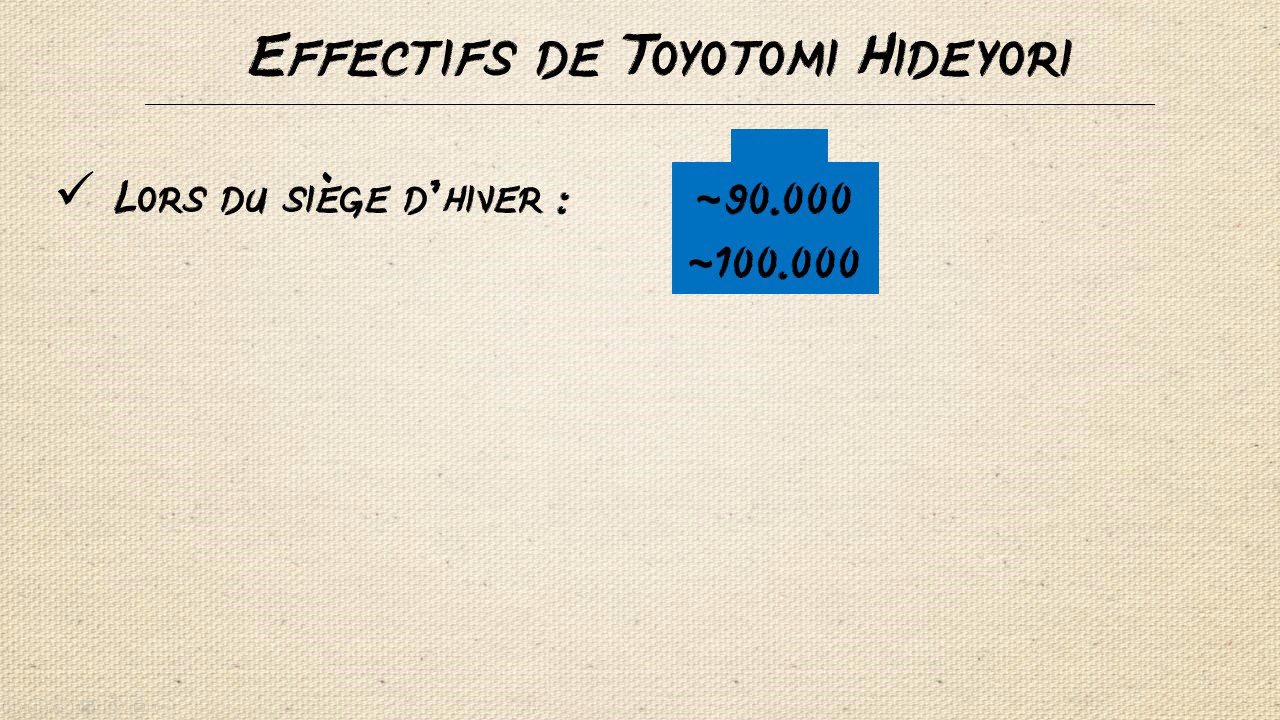 Effectifs de Toyotomi Hideyori
✓ Lors du siège d’hiver :
~90.000
~100.000